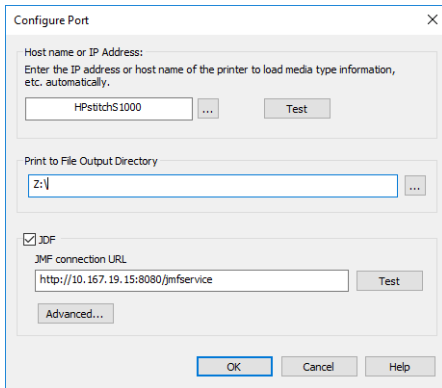 Configure Port
Host name or IP Address:
Enter the IP address or host name of the printer to load media type information,
etc. automatically.
HPstitchS1000
...
Test
Print to File Output Directory
Z:\
...
JDF
JMF connection URL
http://10.167.19.15:8080/jmfservice
Test
Advanced...
OK
Cancel
Help